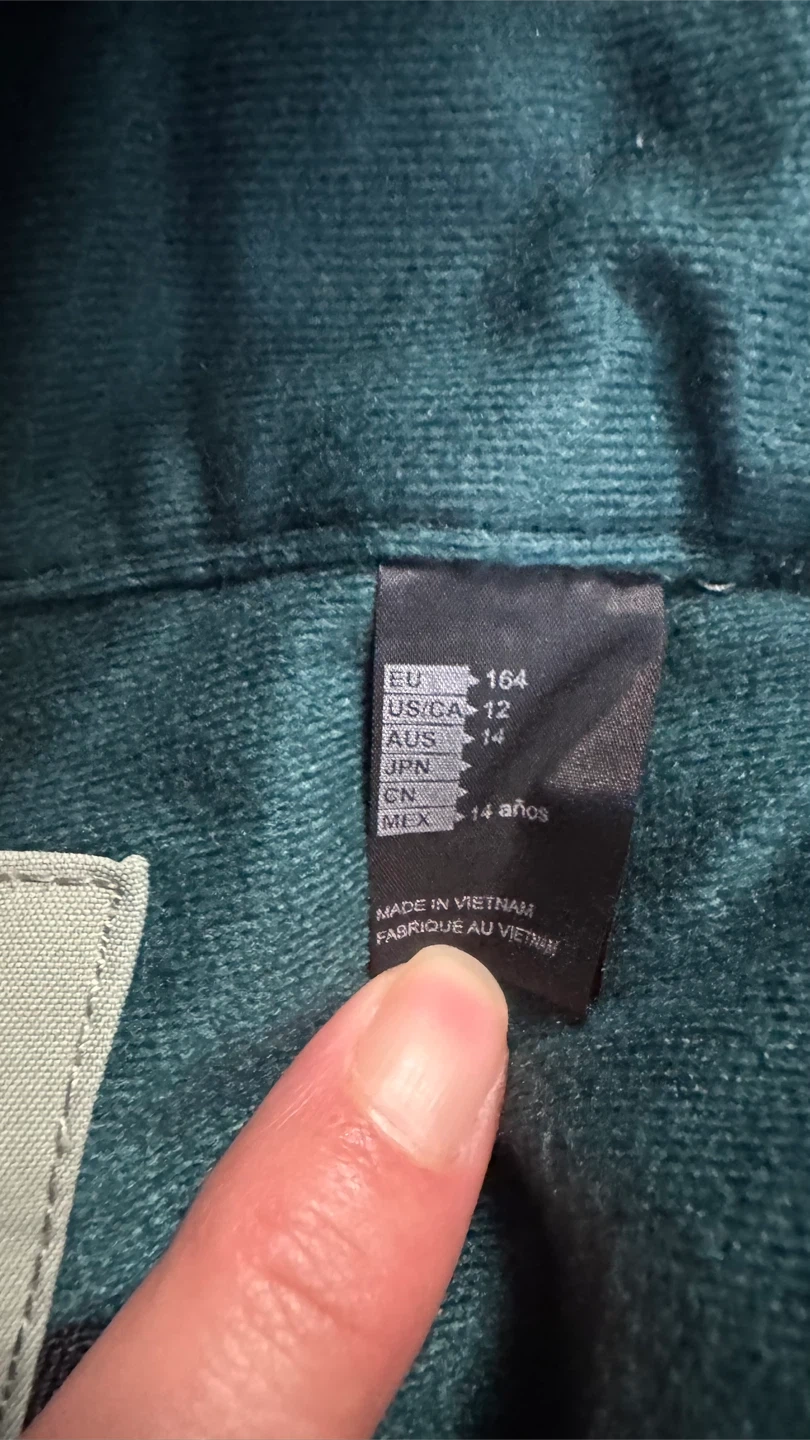 EU 164
US/CA 12
AUS 14
JPN
CN
MEX 14 años
MADE IN VIETNAM
FABRIQUÉ AU VIETNAM